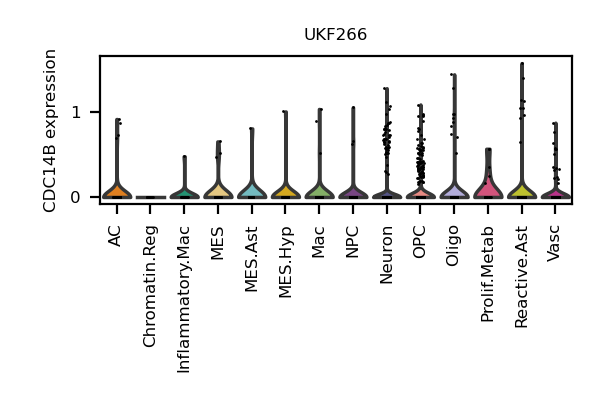 UKF266
CDC14B expression
1
0
AC
Chromatin.Reg
Inflammatory.Mac
MES
MES.Ast
MES.Hyp
Mac
NPC
Neuron
OPC
Oligo
Prolif.Metab
Reactive.Ast
Vasc